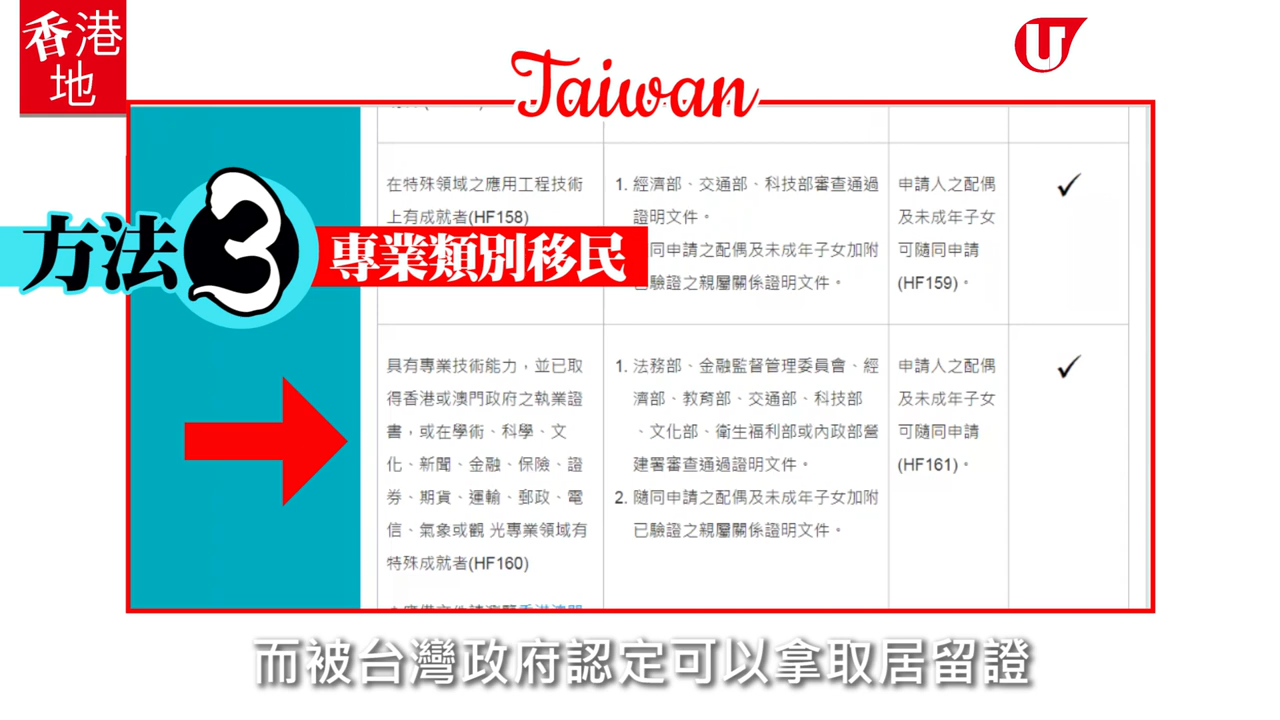 香港
地
U
Taiwan
方法3
專業類別移民
在特殊領域之應用工程技術
上有成就者(HF158)
1. 經濟部、交通部、科技部審查通過
證明文件。
同申請之配偶及未成年子女加附
驗證之親屬關係證明文件。
申請人之配偶
及未成年子女
可隨同申請
(HF159)。
✓
具有專業技術能力，並已取
得香港或澳門政府之執業證
書，或在學術、科學、文
化、新聞、金融、保險、證
券、期貨、運輸、郵政、電
信、氣象或觀 光專業領域有
特殊成就者(HF160)
1. 法務部、金融監督管理委員會、經
濟部、教育部、交通部、科技部
、文化部、衛生福利部或內政部營
建署審查通過證明文件。
2. 隨同申請之配偶及未成年子女加附
已驗證之親屬關係證明文件。
申請人之配偶
及未成年子女
可隨同申請
(HF161)。
✓
而被台灣政府認定可以拿取居留證